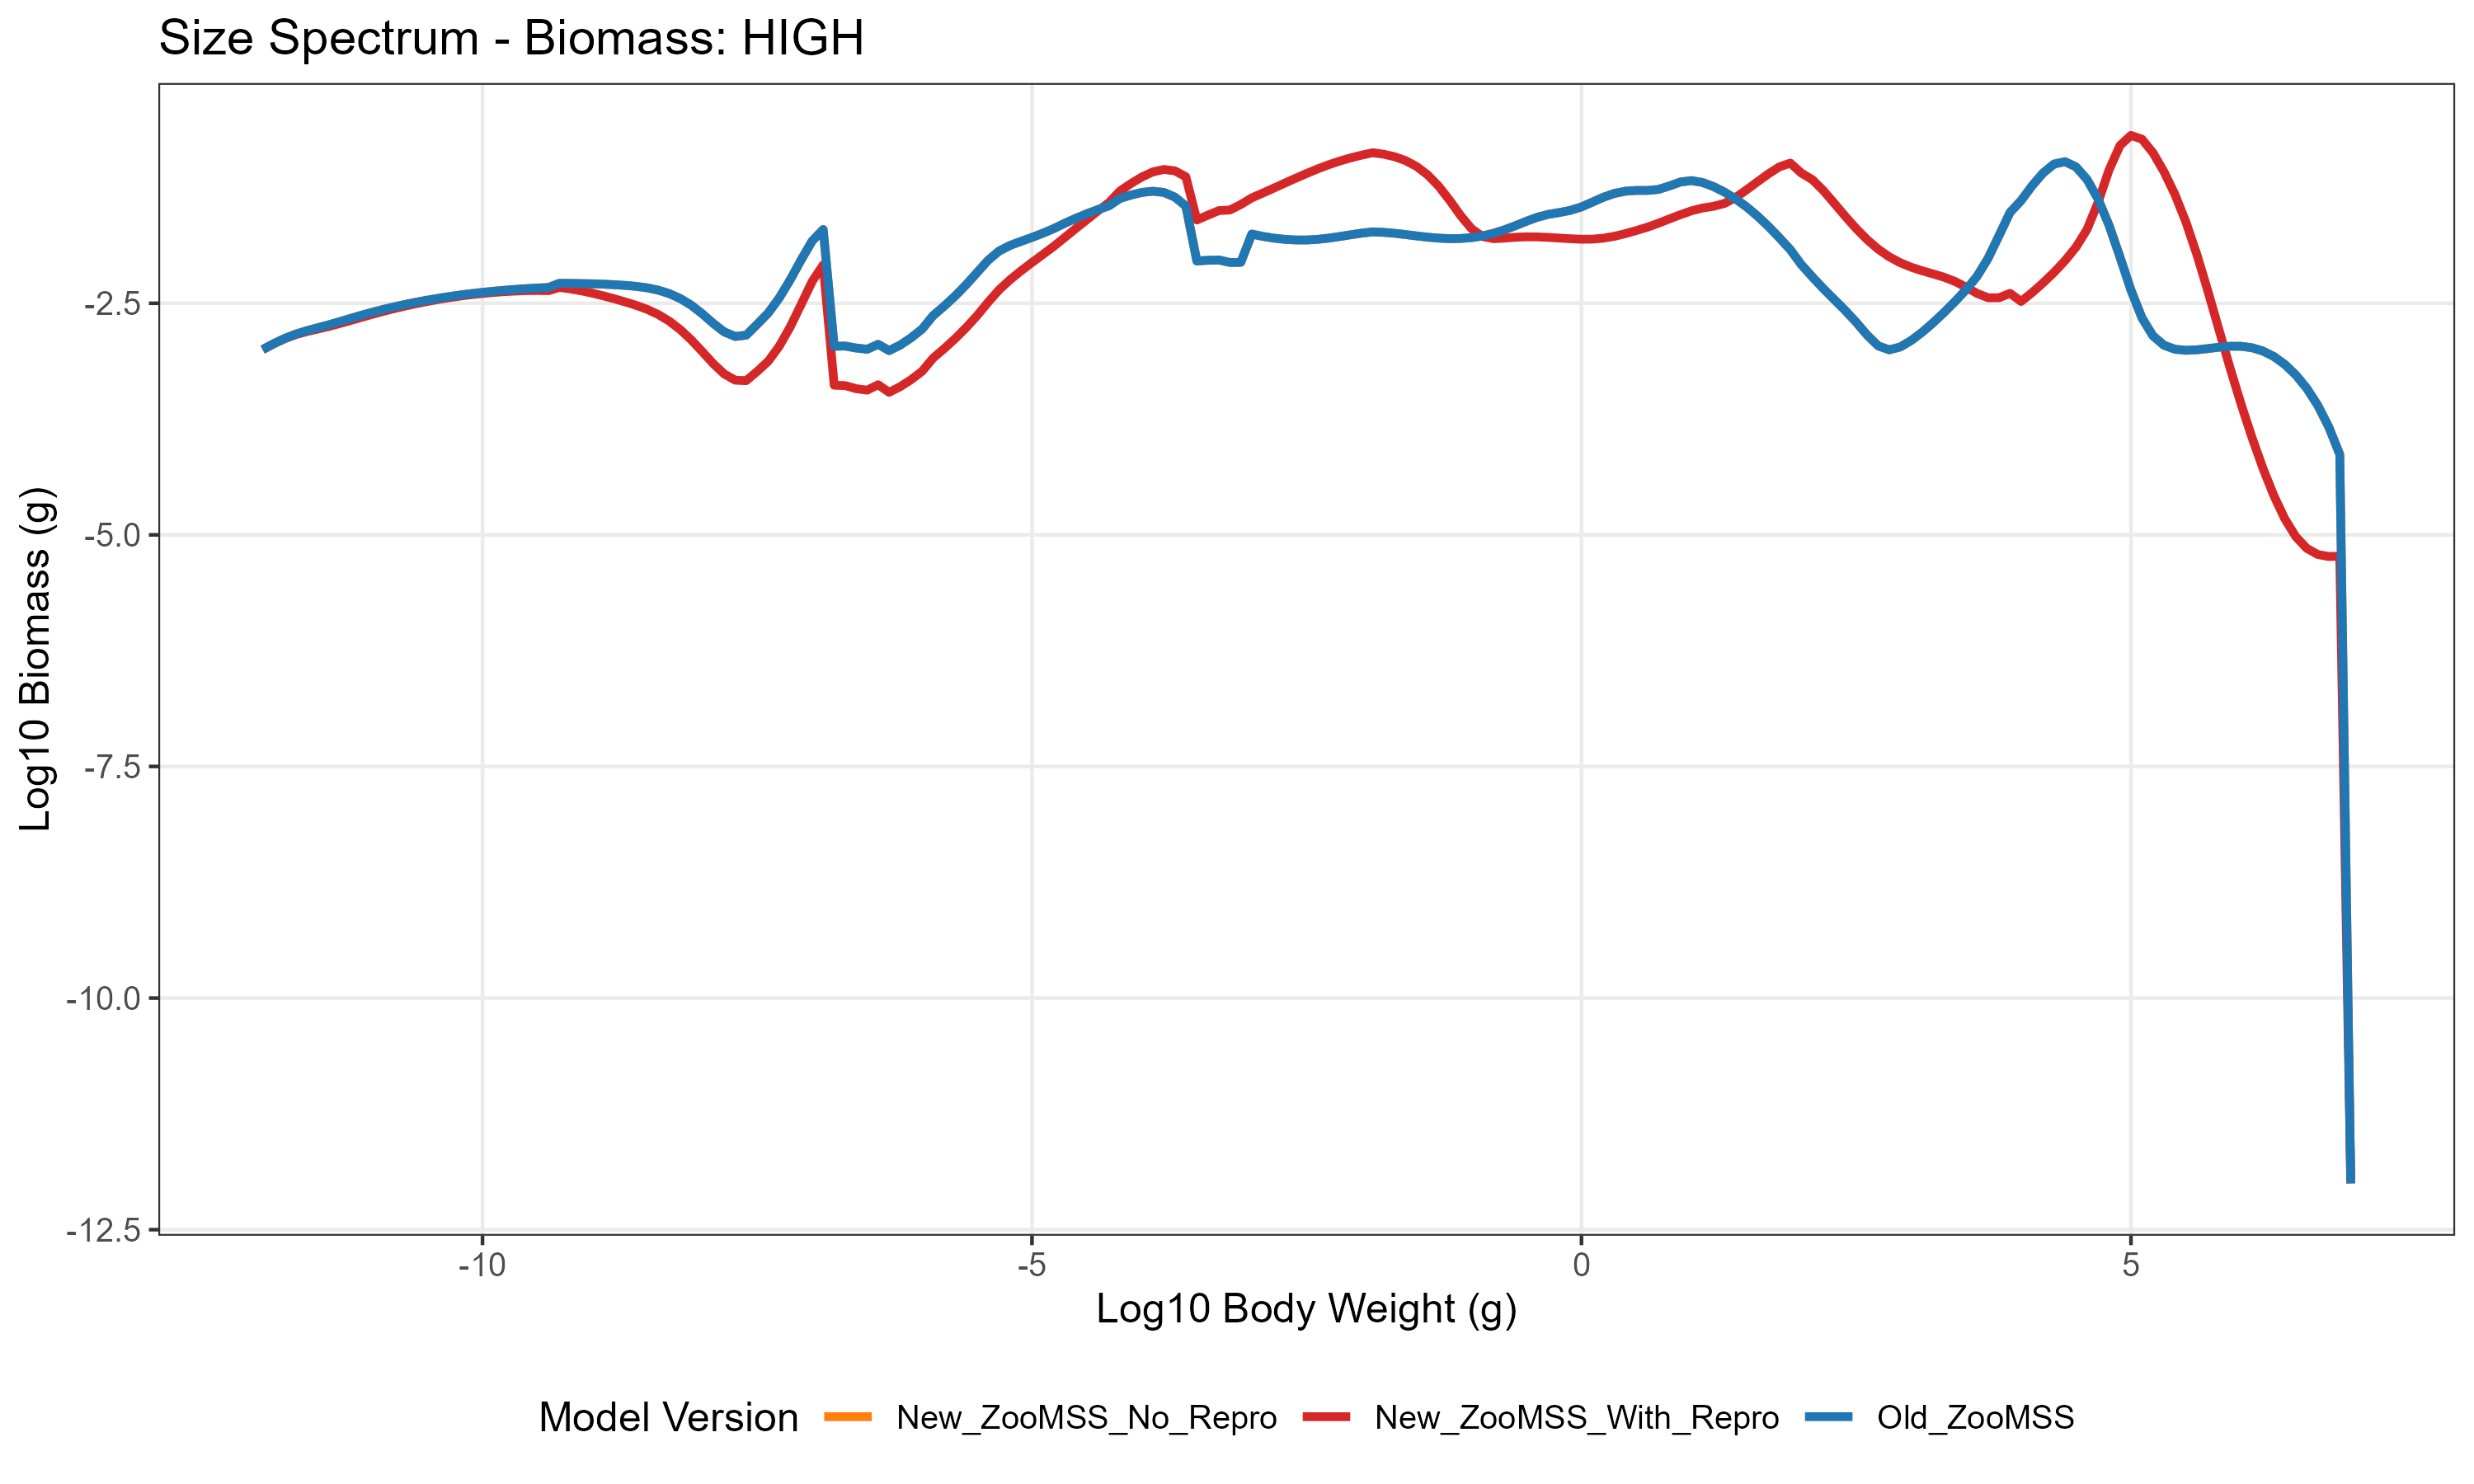 Size Spectrum - Biomass: HIGH
Log10 Biomass (g)
-2.5
-5.0
-7.5
-10.0
-12.5
-10
-5
0
5
Log10 Body Weight (g)
Model Version
New_ZooMSS_No_Repro
New_ZooMSS_With_Repro
Old_ZooMSS